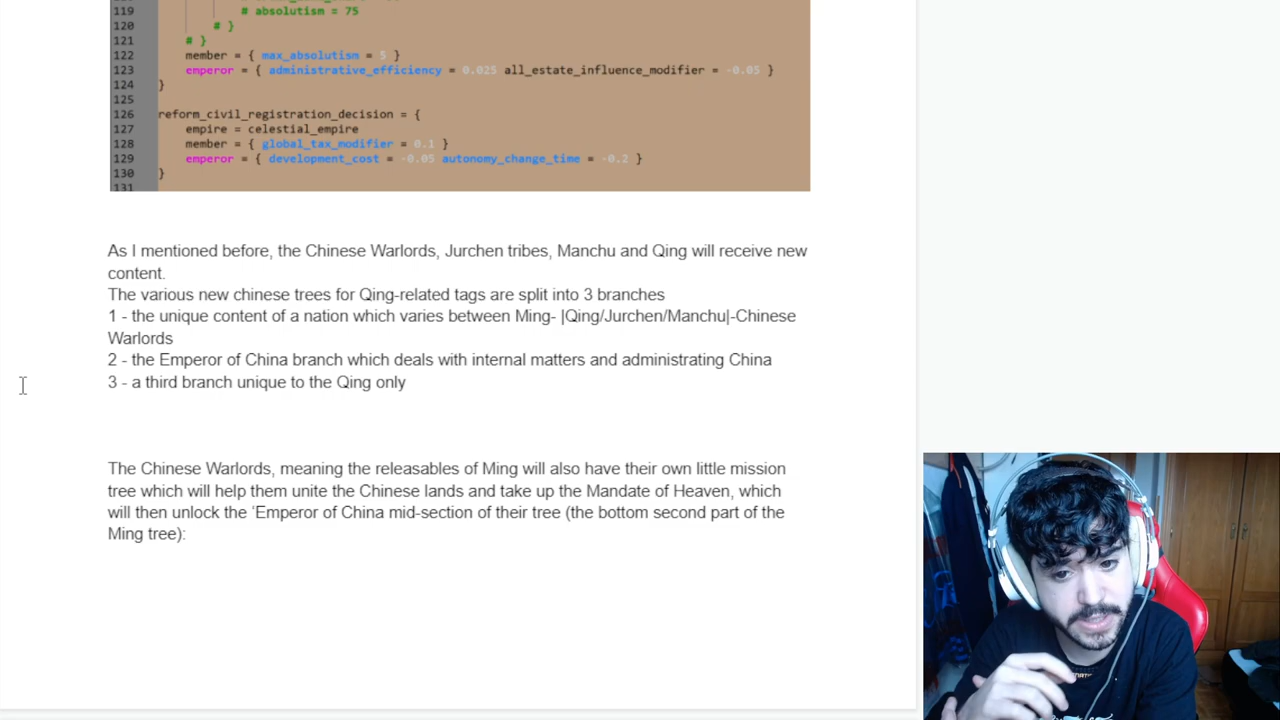 119 # absolutism = 75
120 # }
121 # }
122 member = { max_absolutism = 5 }
123 emperor = { administrative_efficiency = 0.025 all_estate_influence_modifier = -0.05 }
124 }
125
126 reform_civil_registration_decision = {
127 empire = celestial_empire
128 member = { global_tax_modifier = 0.1 }
129 emperor = { development_cost = -0.05 autonomy_change_time = -0.2 }
130 }
131
As I mentioned before, the Chinese Warlords, Jurchen tribes, Manchu and Qing will receive new
content.
The various new chinese trees for Qing-related tags are split into 3 branches
1 - the unique content of a nation which varies between Ming- |Qing/Jurchen/Manchu|-Chinese
Warlords
2 - the Emperor of China branch which deals with internal matters and administrating China
3 - a third branch unique to the Qing only
The Chinese Warlords, meaning the releasables of Ming will also have their own little mission
tree which will help them unite the Chinese lands and take up the Mandate of Heaven, which
will then unlock the ‘Emperor of China mid-section of their tree (the bottom second part of the
Ming tree):